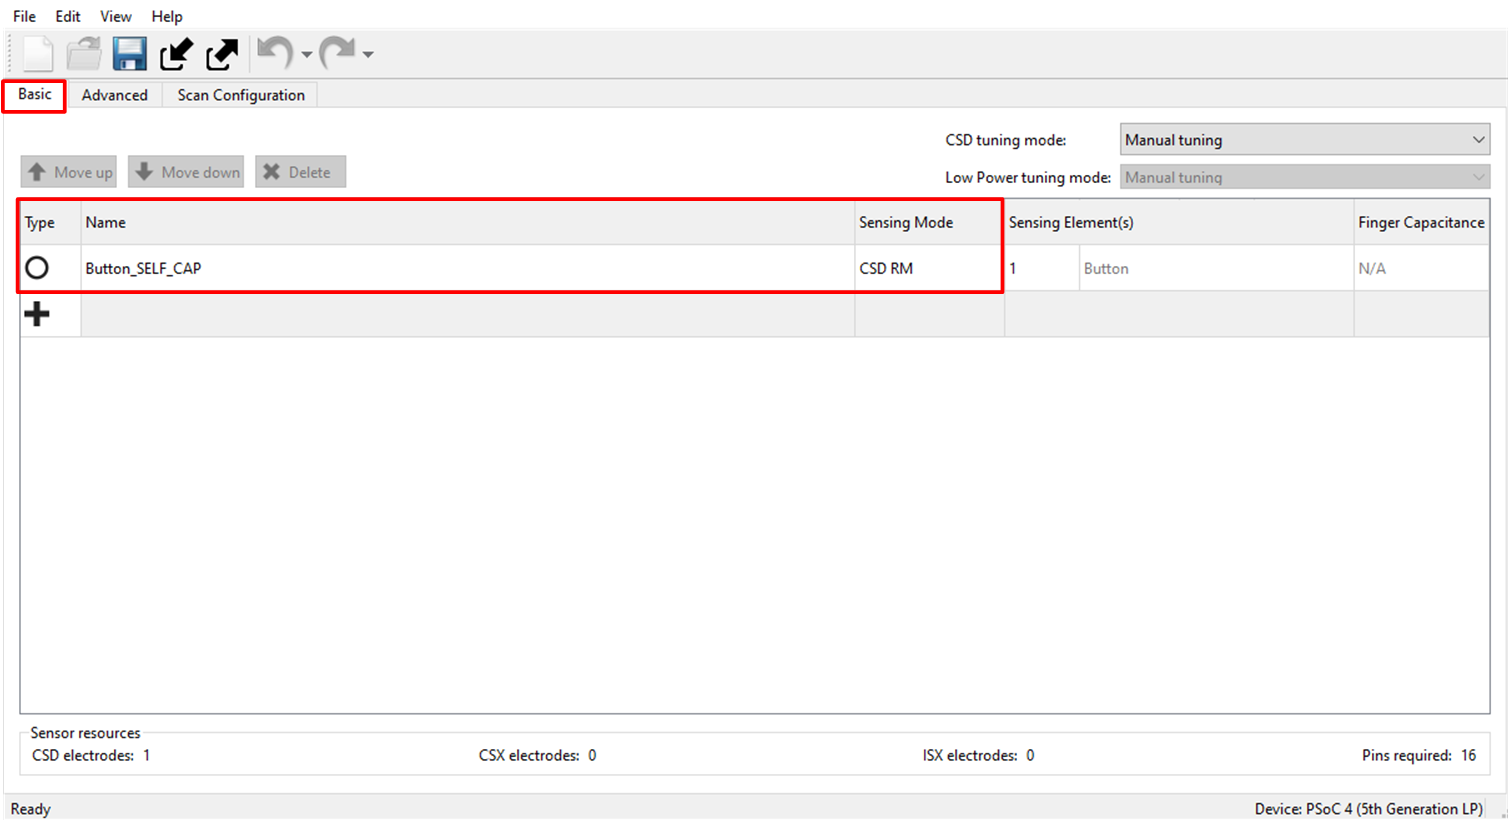 File Edit View Help
Basic Advanced Scan Configuration
CSD tuning mode: Manual tuning
Move up Move down Delete
Low Power tuning mode: Manual tuning
Type Name Sensing Mode Sensing Element(s) Finger Capacitance
Button_SELF_CAP CSD RM 1 Button N/A
Sensor resources
CSD electrodes: 1 CSX electrodes: 0 ISX electrodes: 0 Pins required: 16
Ready Device: PSoC 4 (5th Generation LP)